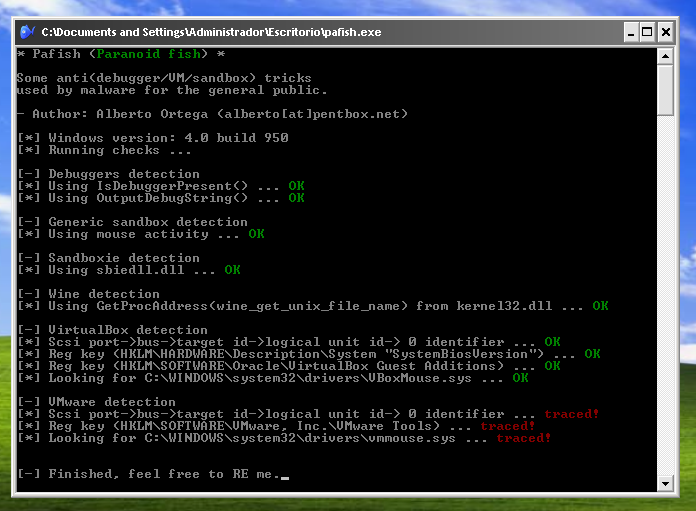 C:\Documents and Settings\Administrador\Escritorio\pafish.exe
* Pafish (Paranoid fish) *
Some anti(debugger/VM/sandbox) tricks
used by malware for the general public.
- Author: Alberto Ortega (alberto[at]pentbox.net)
[*] Windows version: 4.0 build 950
[*] Running checks ...
[-] Debuggers detection
[*] Using IsDebuggerPresent() ... OK
[*] Using OutputDebugString() ... OK
[-] Generic sandbox detection
[*] Using mouse activity ... OK
[-] Sandboxie detection
[*] Using sbiedll.dll ... OK
[-] Wine detection
[*] Using GetProcAddress(wine_get_unix_file_name) from kernel32.dll ... OK
[-] VirtualBox detection
[*] Scsi port->bus->target id->logical unit id-> 0 identifier ... OK
[*] Reg key (HKLM\HARDWARE\Description\System "SystemBiosVersion") ... OK
[*] Reg key (HKLM\SOFTWARE\Oracle\VirtualBox Guest Additions) ... OK
[*] Looking for C:\WINDOWS\system32\drivers\VBoxMouse.sys ... OK
[-] VMware detection
[*] Scsi port->bus->target id->logical unit id-> 0 identifier ... traced!
[*] Reg key (HKLM\SOFTWARE\VMware, Inc.\VMware Tools) ... traced!
[*] Looking for C:\WINDOWS\system32\drivers\vmmouse.sys ... traced!
[-] Finished, feel free to RE me.